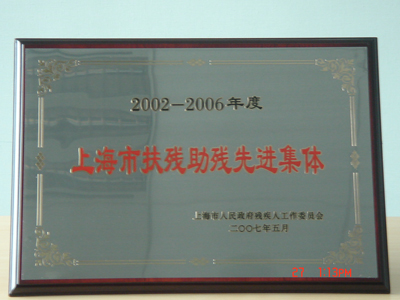 2002—2006年度
上海市扶残助残先进集体
上海市人民政府残疾人工作委员会
二〇〇七年五月